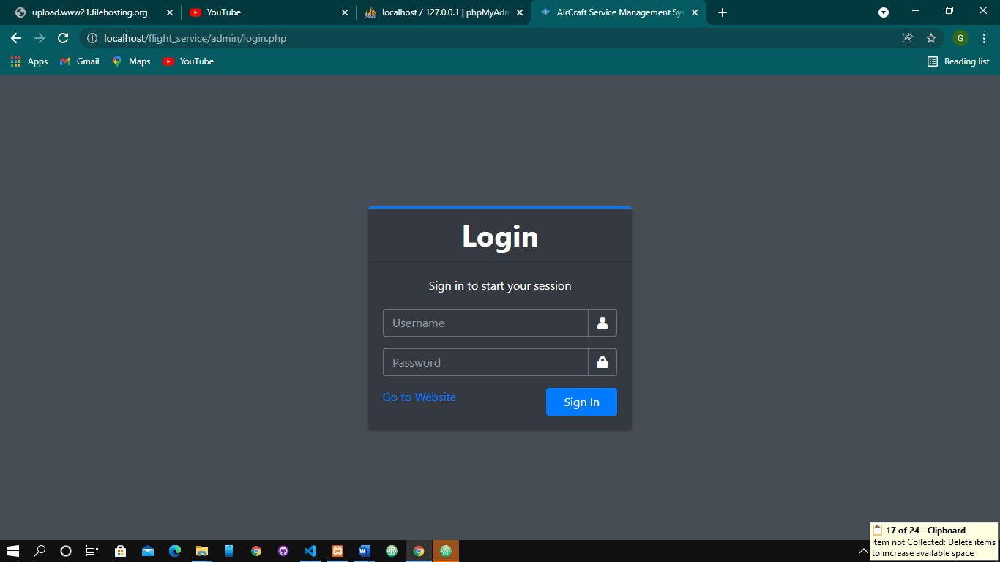 upload.www21.filehosting.org
YouTube
localhost / 127.0.0.1 | phpMyAdm
AirCraft Service Management Sys
localhost/flight_service/admin/login.php
G
Apps
Gmail
Maps
YouTube
Reading list
Login
Sign in to start your session
Username
Password
Go to Website
Sign In
17 of 24 - Clipboard
Item not Collected: Delete items
to increase available space